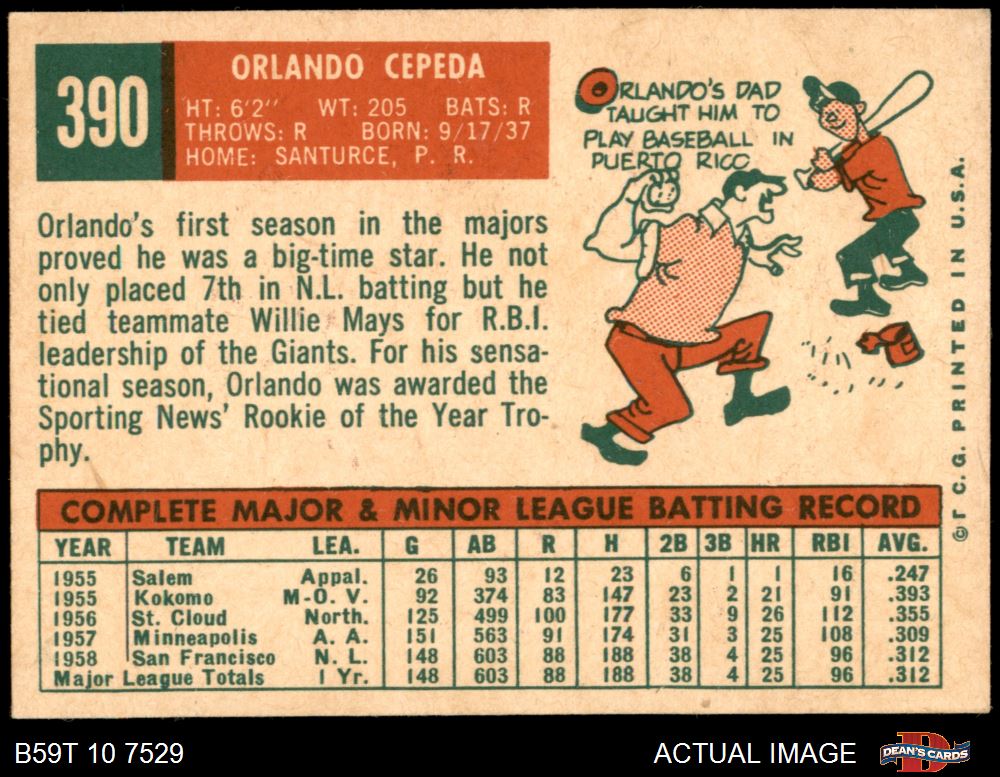 390
ORLANDO CEPEDA
HT: 6'2" WT: 205 BATS: R
THROWS: R BORN: 9/17/37
HOME: SANTURCE, P. R.
ORLANDO'S DAD
TAUGHT HIM TO
PLAY BASEBALL IN
PUERTO RICO
Orlando's first season in the majors
proved he was a big-time star. He not
only placed 7th in N.L. batting but he
tied teammate Willie Mays for R.B.I.
leadership of the Giants. For his sensa-
tional season, Orlando was awarded the
Sporting News' Rookie of the Year Tro-
phy.
©T. C. G. PRINTED IN U.S.A.
COMPLETE MAJOR & MINOR LEAGUE BATTING RECORD
YEAR TEAM LEA. G AB R H 2B 3B HR RBI AVG.
1955 Salem Appal. 26 93 12 23 6 1 1 16 .247
1955 Kokomo M-O. V. 92 374 83 147 23 2 21 91 .393
1956 St. Cloud North. 125 499 100 177 33 9 26 112 .355
1957 Minneapolis A. A. 151 563 91 174 31 3 25 108 .309
1958 San Francisco N. L. 148 603 88 188 38 4 25 96 .312
Major League Totals 1 Yr. 148 603 88 188 38 4 25 96 .312
B59T 10 7529
ACTUAL IMAGE
DEAN'S CARDS